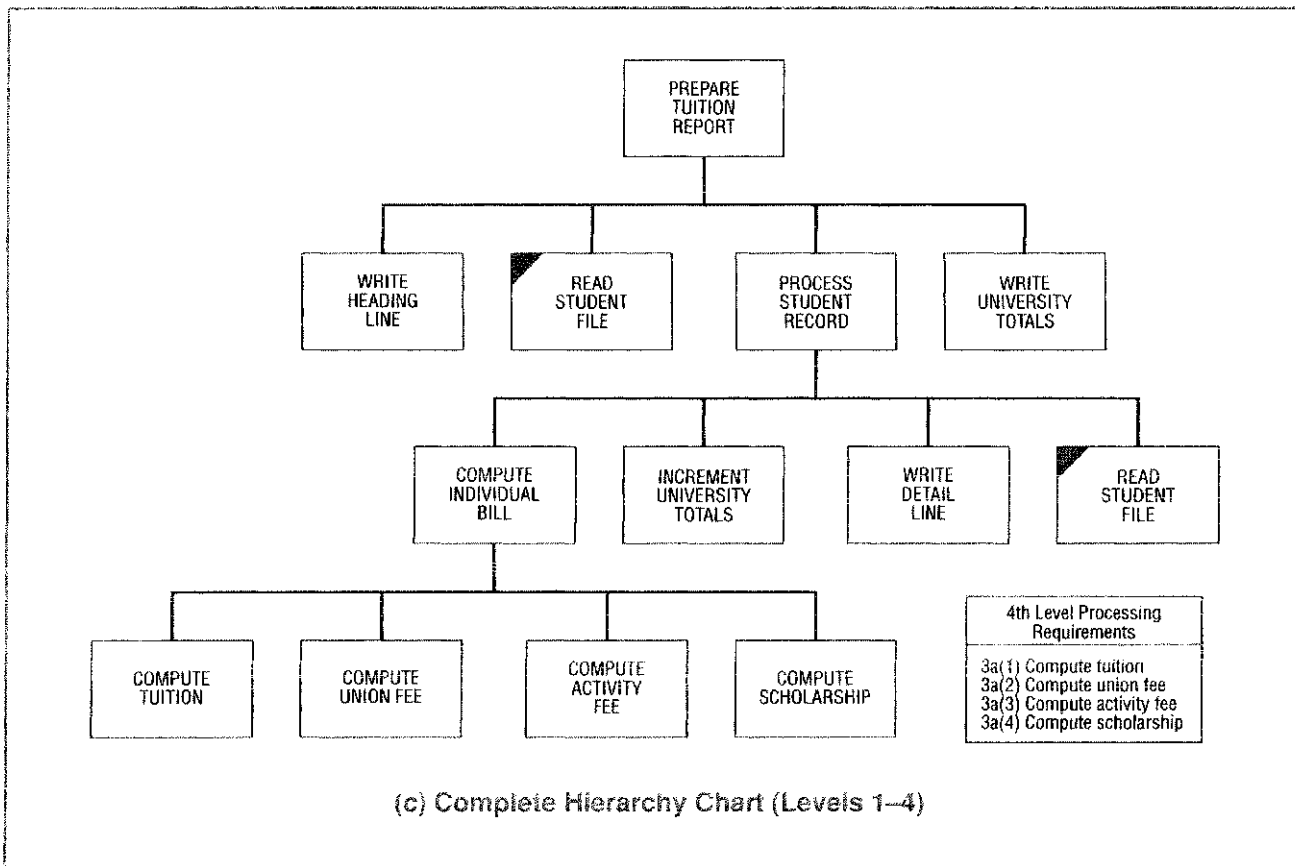 PREPARE
TUITION
REPORT
WRITE
HEADING
LINE
READ
STUDENT
FILE
PROCESS
STUDENT
RECORD
WRITE
UNIVERSITY
TOTALS
COMPUTE
INDIVIDUAL
BILL
INCREMENT
UNIVERSITY
TOTALS
WRITE
DETAIL
LINE
READ
STUDENT
FILE
COMPUTE
TUITION
COMPUTE
UNION FEE
COMPUTE
ACTIVITY
FEE
COMPUTE
SCHOLARSHIP
4th Level Processing
Requirements
3a(1) Compute tuition
3a(2) Compute union fee
3a(3) Compute activity fee
3a(4) Compute scholarship
(c) Complete Hierarchy Chart (Levels 1–4)